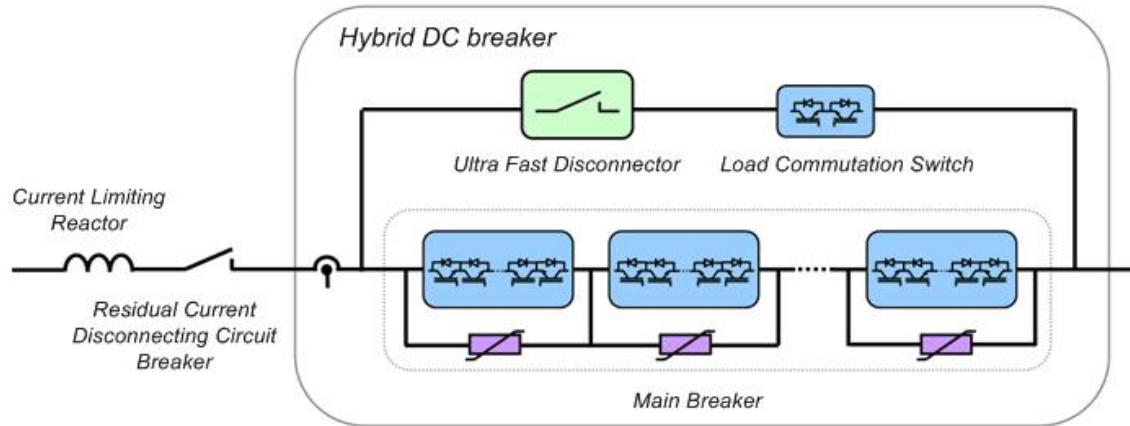 Hybrid DC breaker
Ultra Fast Disconnector
Load Commutation Switch
Current Limiting
Reactor
Residual Current
Disconnecting Circuit
Breaker
Main Breaker